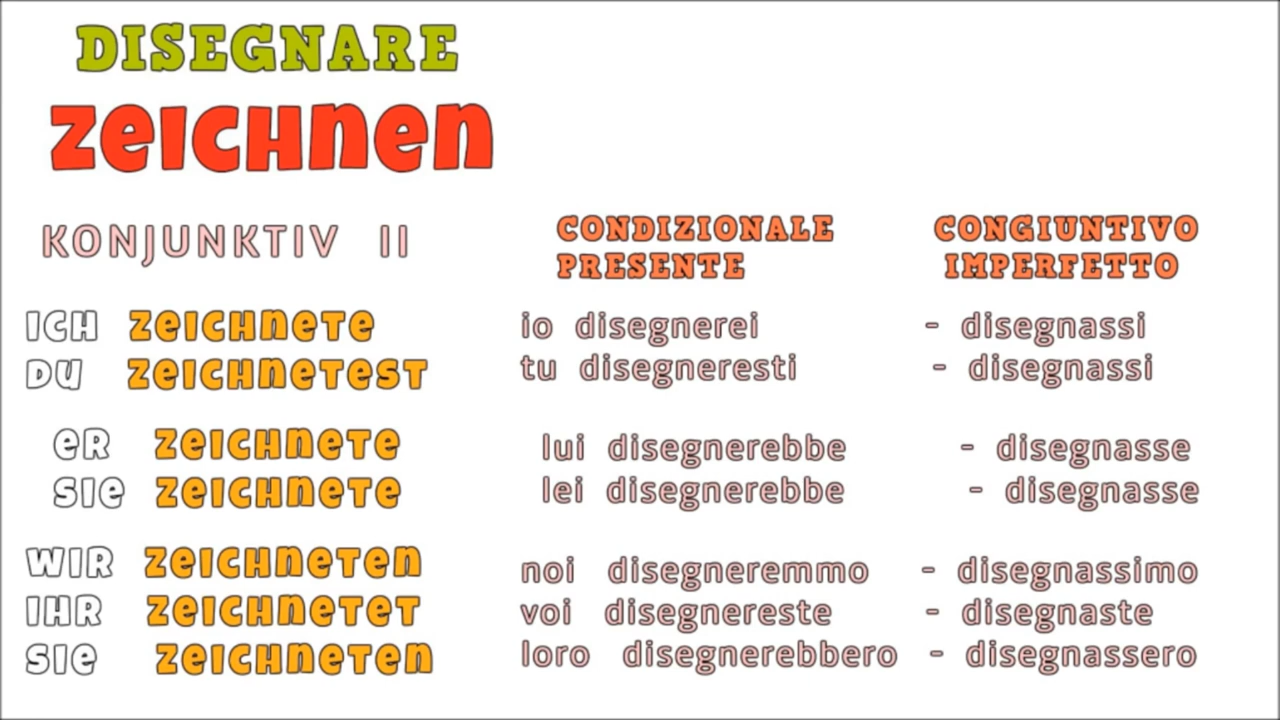 DISEGNARE
zeichnen
KONJUNKTIV II
CONDIZIONALE
PRESENTE
CONGIUNTIVO
IMPERFETTO
ICH zeichnete io disegnerei - disegnassi
DU zeichnetest tu disegneresti - disegnassi
eR zeichnete lui disegnerebbe - disegnasse
sie zeichnete lei disegnerebbe - disegnasse
WIR zeichneten noi disegneremmo - disegnassimo
IHR zeichnetet voi disegnereste - disegnaste
sie zeichneten loro disegnerebbero - disegnassero